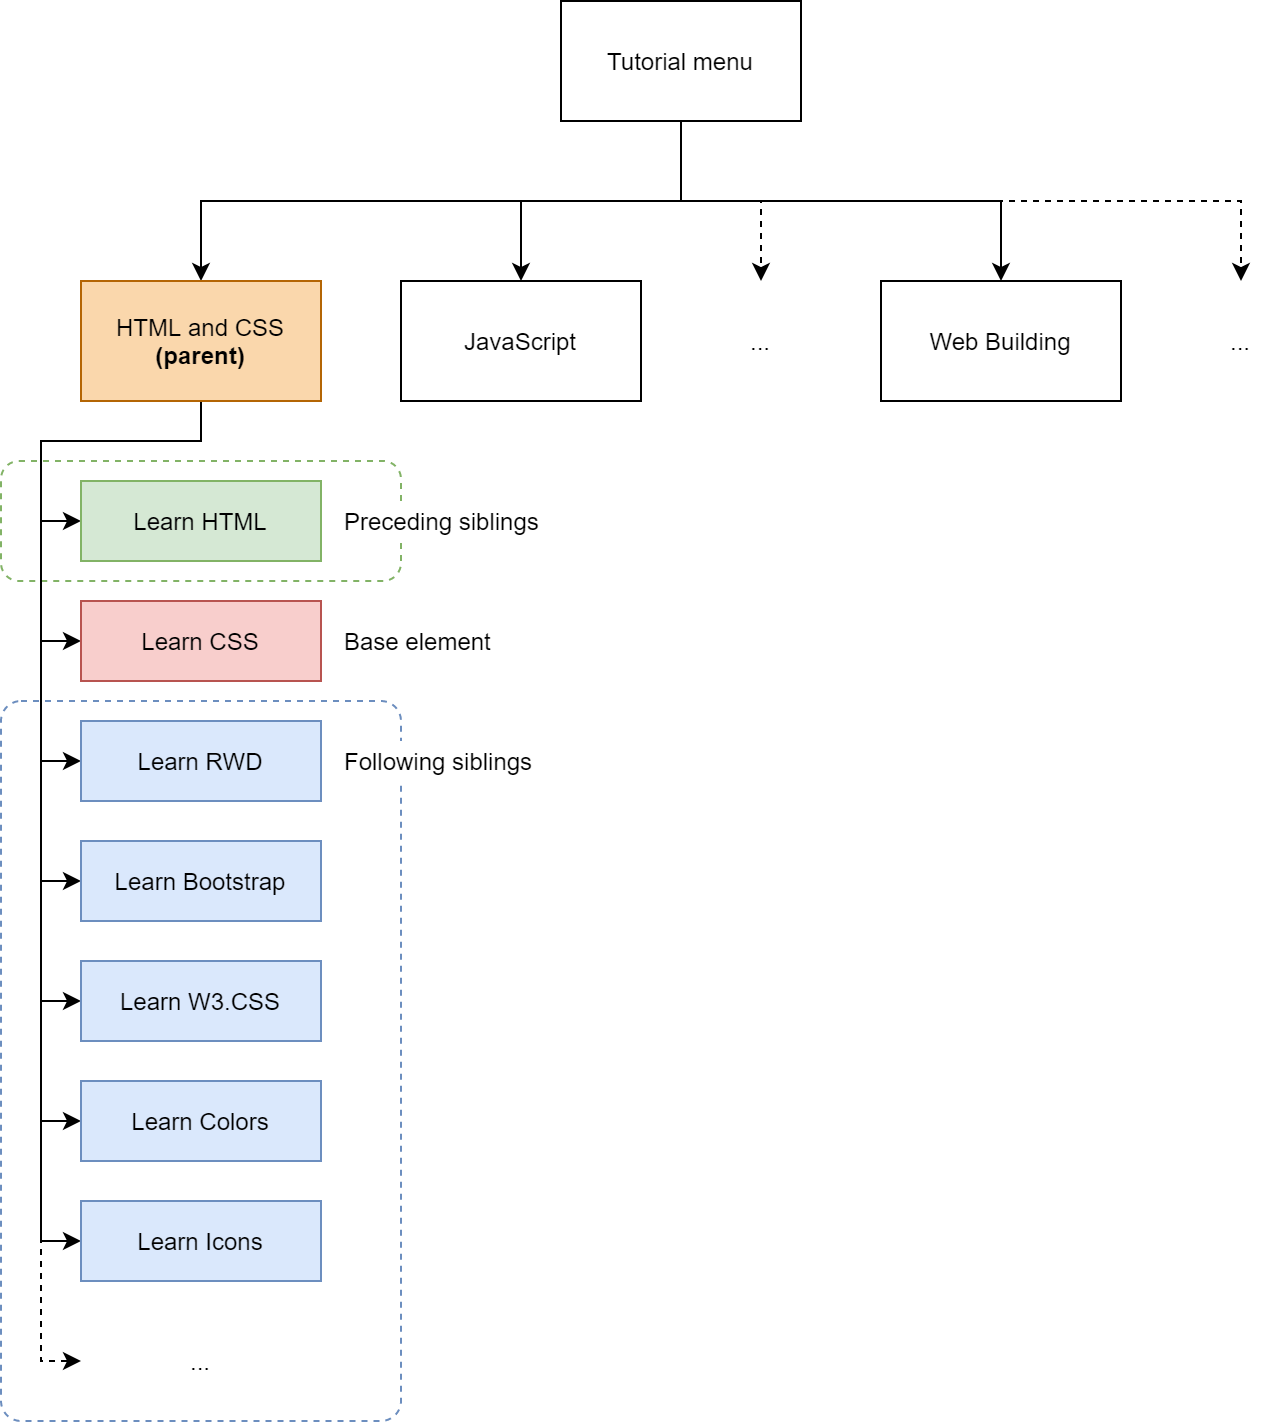 Tutorial menu
HTML and CSS
(parent)
JavaScript
...
Web Building
...
Learn HTML
Preceding siblings
Learn CSS
Base element
Learn RWD
Following siblings
Learn Bootstrap
Learn W3.CSS
Learn Colors
Learn Icons
...